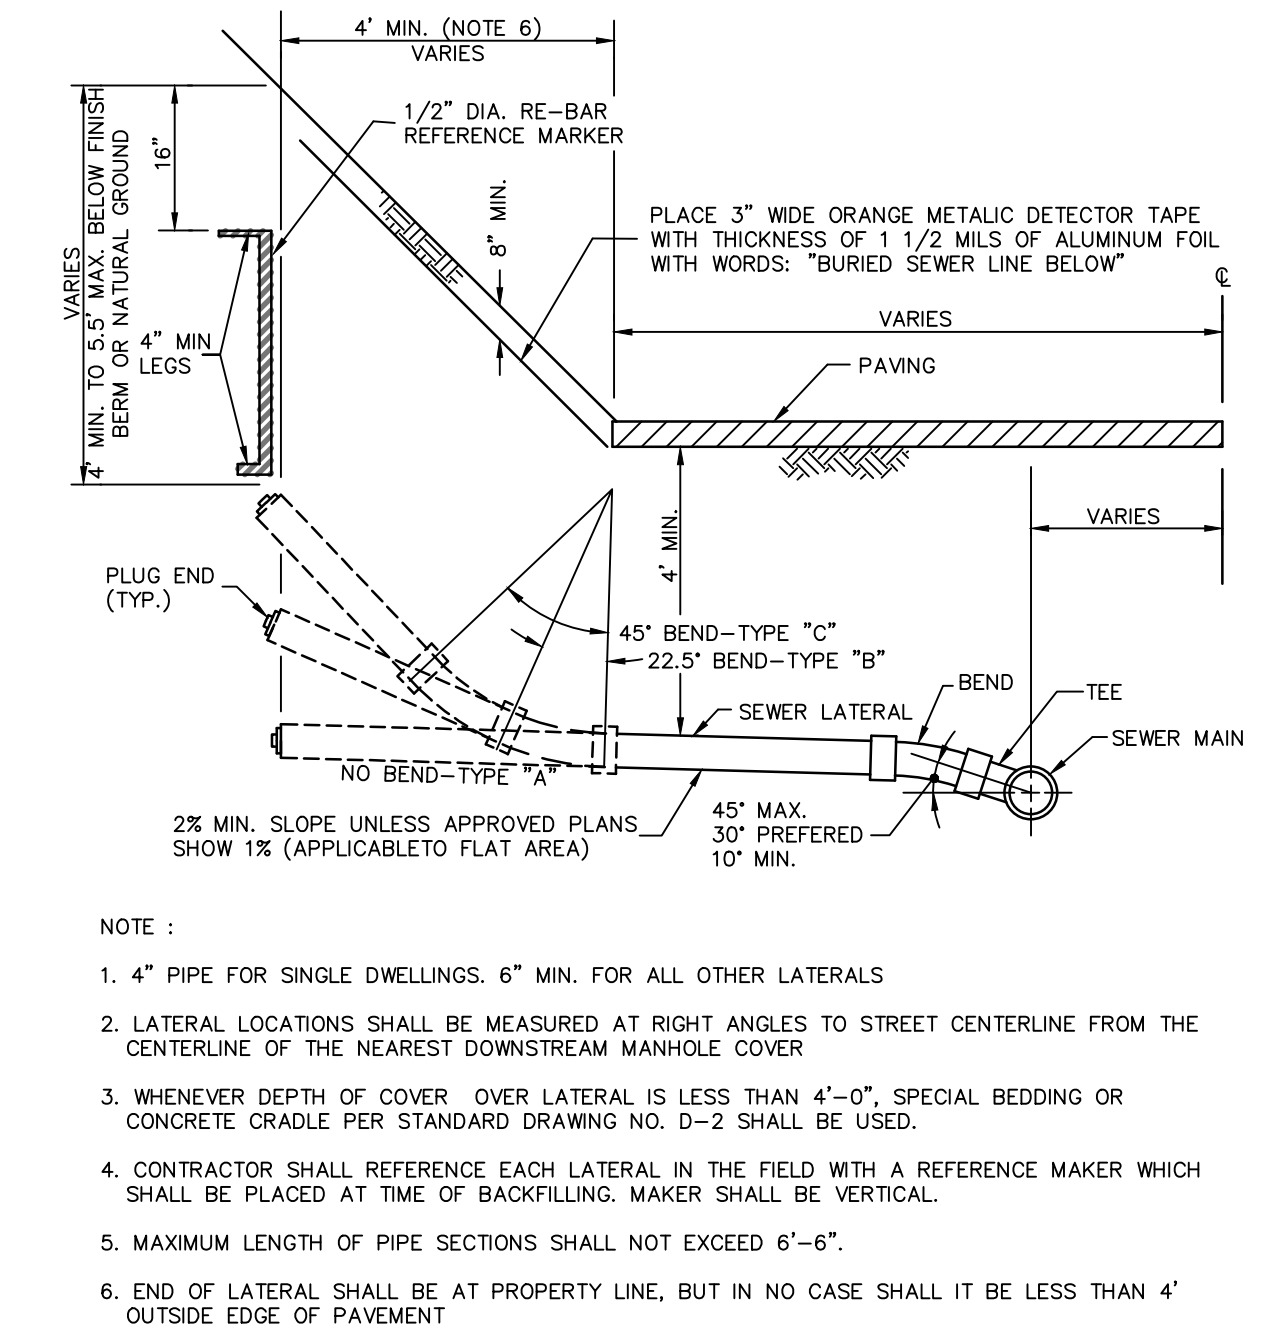 4' MIN. (NOTE 6)
VARIES
1/2" DIA. RE-BAR
REFERENCE MARKER
16"
VARIES
4' MIN. TO 5.5' MAX. BELOW FINISH
BERM OR NATURAL GROUND
8" MIN.
PLACE 3" WIDE ORANGE METALIC DETECTOR TAPE
WITH THICKNESS OF 1 1/2 MILS OF ALUMINUM FOIL
WITH WORDS: "BURIED SEWER LINE BELOW"
℄
VARIES
4" MIN
LEGS
PAVING
4' MIN.
VARIES
PLUG END
(TYP.)
45° BEND-TYPE "C"
22.5° BEND-TYPE "B"
BEND
TEE
SEWER LATERAL
SEWER MAIN
NO BEND-TYPE "A"
2% MIN. SLOPE UNLESS APPROVED PLANS
SHOW 1% (APPLICABLETO FLAT AREA)
45° MAX.
30° PREFERED
10° MIN.
NOTE :
1. 4" PIPE FOR SINGLE DWELLINGS. 6" MIN. FOR ALL OTHER LATERALS
2. LATERAL LOCATIONS SHALL BE MEASURED AT RIGHT ANGLES TO STREET CENTERLINE FROM THE
CENTERLINE OF THE NEAREST DOWNSTREAM MANHOLE COVER
3. WHENEVER DEPTH OF COVER OVER LATERAL IS LESS THAN 4'-0", SPECIAL BEDDING OR
CONCRETE CRADLE PER STANDARD DRAWING NO. D-2 SHALL BE USED.
4. CONTRACTOR SHALL REFERENCE EACH LATERAL IN THE FIELD WITH A REFERENCE MAKER WHICH
SHALL BE PLACED AT TIME OF BACKFILLING. MAKER SHALL BE VERTICAL.
5. MAXIMUM LENGTH OF PIPE SECTIONS SHALL NOT EXCEED 6'-6".
6. END OF LATERAL SHALL BE AT PROPERTY LINE, BUT IN NO CASE SHALL IT BE LESS THAN 4'
OUTSIDE EDGE OF PAVEMENT